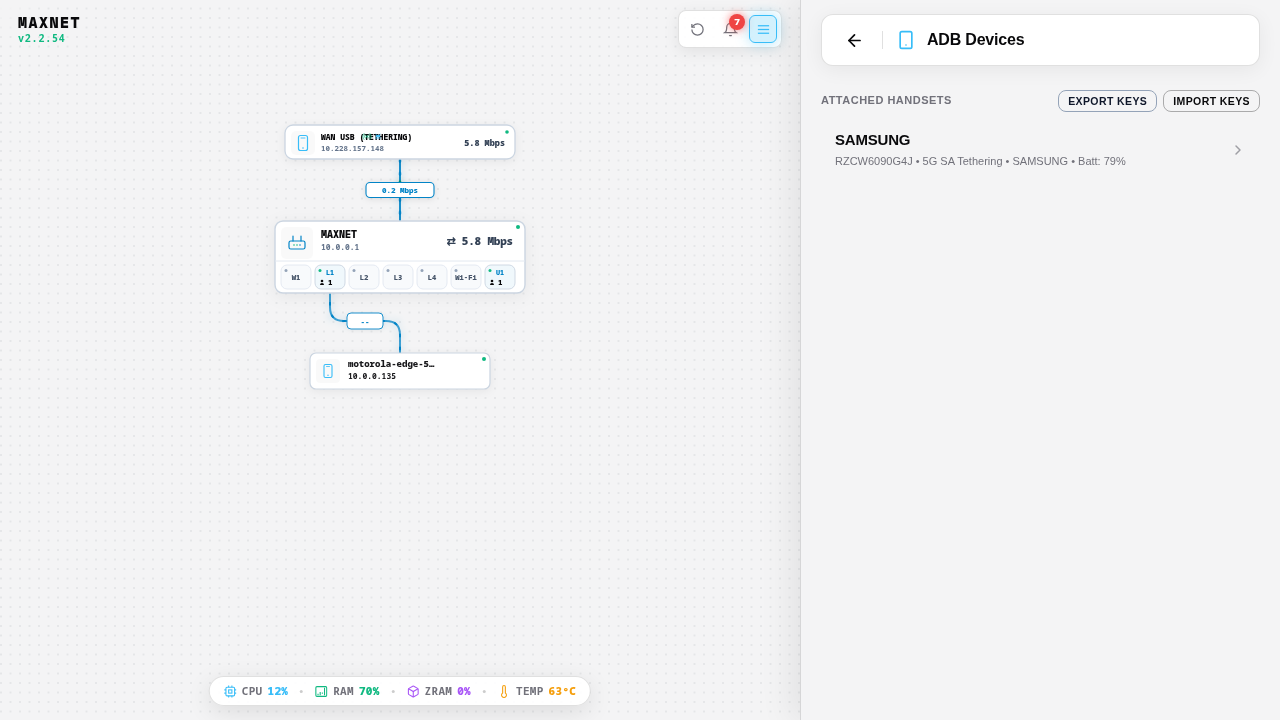 MAXNET
v2.2.54
7
WAN USB (TETHERING)
10.228.157.148
5.8 Mbps
0.2 Mbps
MAXNET
10.0.0.1
⇄ 5.8 Mbps
W1
L1
1
L2
L3
L4
Wi-Fi
U1
1
--
motorola-edge-5…
10.0.0.135
CPU 12% • RAM 70% • ZRAM 0% • TEMP 63°C
ADB Devices
ATTACHED HANDSETS
EXPORT KEYS
IMPORT KEYS
SAMSUNG
RZCW6090G4J • 5G SA Tethering • SAMSUNG • Batt: 79%